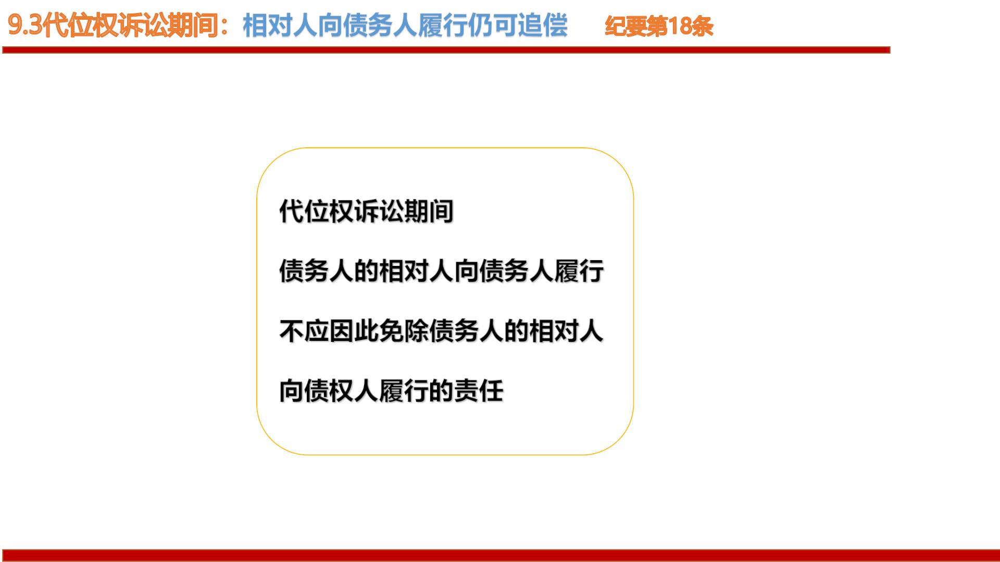 9.3代位权诉讼期间：相对人向债务人履行仍可追偿 纪要第18条
代位权诉讼期间
债务人的相对人向债务人履行
不应因此免除债务人的相对人
向债权人履行的责任